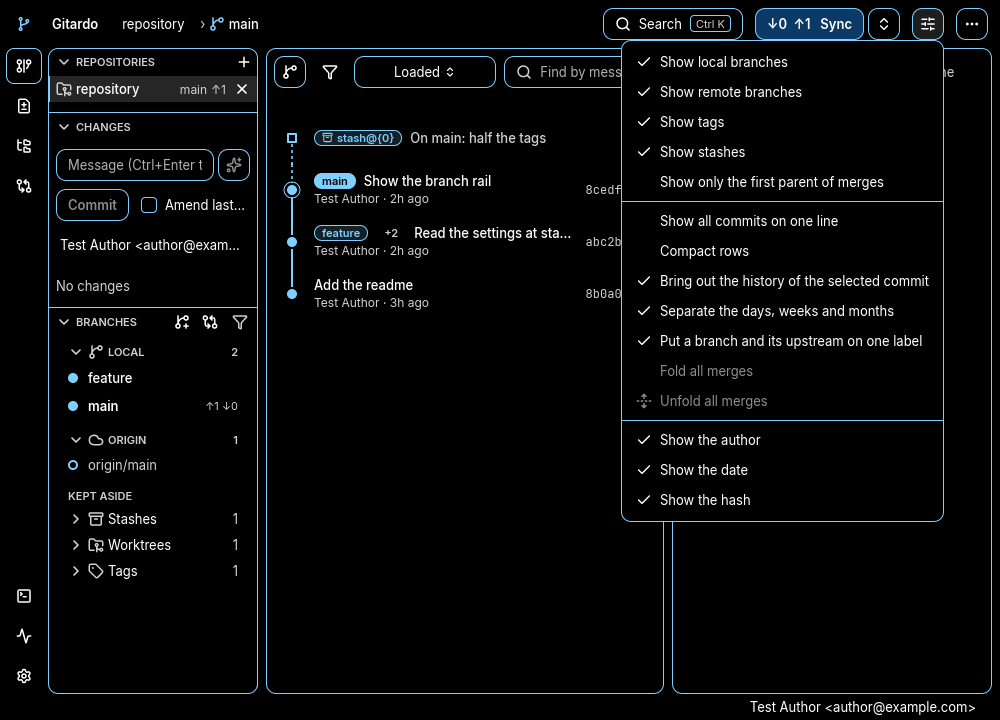 Gitardo repository › main Search Ctrl K ↓0 ↑1 Sync
REPOSITORIES
repository main ↑1
CHANGES
Message (Ctrl+Enter t
Commit Amend last...
Test Author <author@exam...
No changes
BRANCHES
LOCAL 2
feature
main ↑1 ↓0
ORIGIN 1
origin/main
KEPT ASIDE
Stashes 1
Worktrees 1
Tags 1
Loaded Find by mess
stash@{0} On main: half the tags
main Show the branch rail
Test Author · 2h ago 8cedf
feature +2 Read the settings at sta...
Test Author · 2h ago abc2b
Add the readme
Test Author · 3h ago 8b0a0
Show local branches
Show remote branches
Show tags
Show stashes
Show only the first parent of merges
Show all commits on one line
Compact rows
Bring out the history of the selected commit
Separate the days, weeks and months
Put a branch and its upstream on one label
Fold all merges
Unfold all merges
Show the author
Show the date
Show the hash
Test Author <author@example.com>